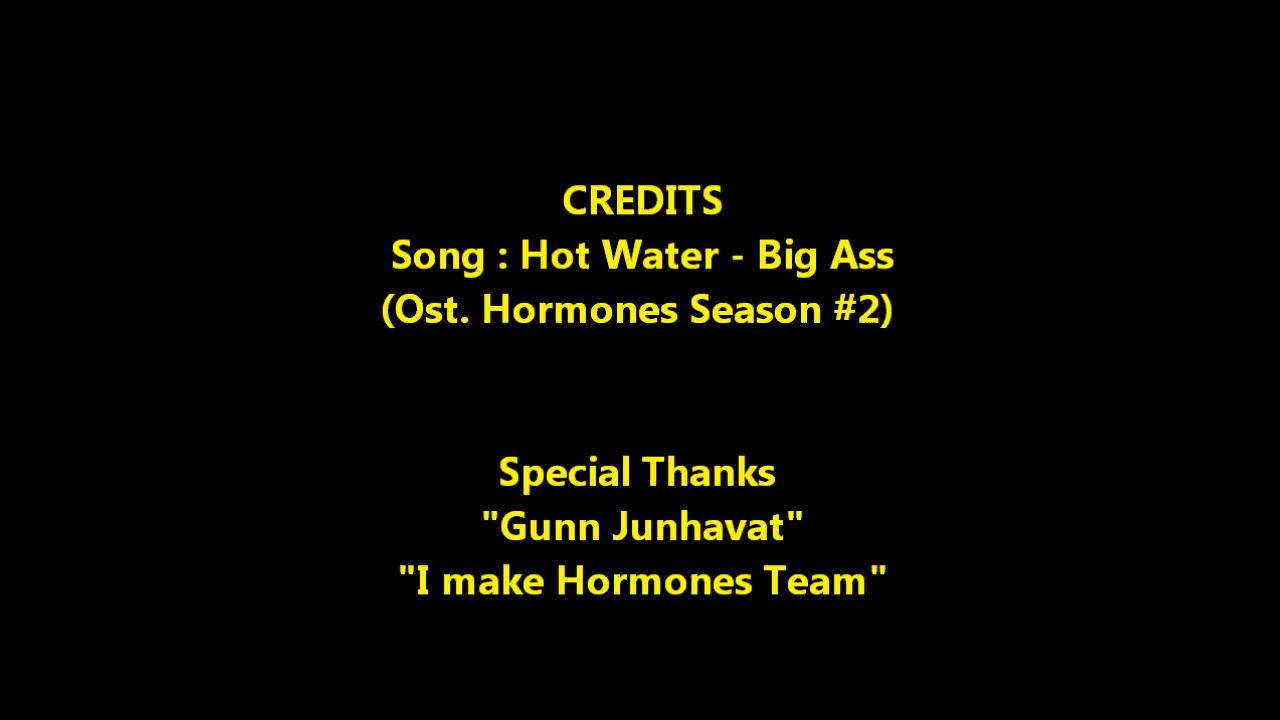 CREDITS
Song : Hot Water - Big Ass
(Ost. Hormones Season #2)
Special Thanks
"Gunn Junhavat"
"I make Hormones Team"